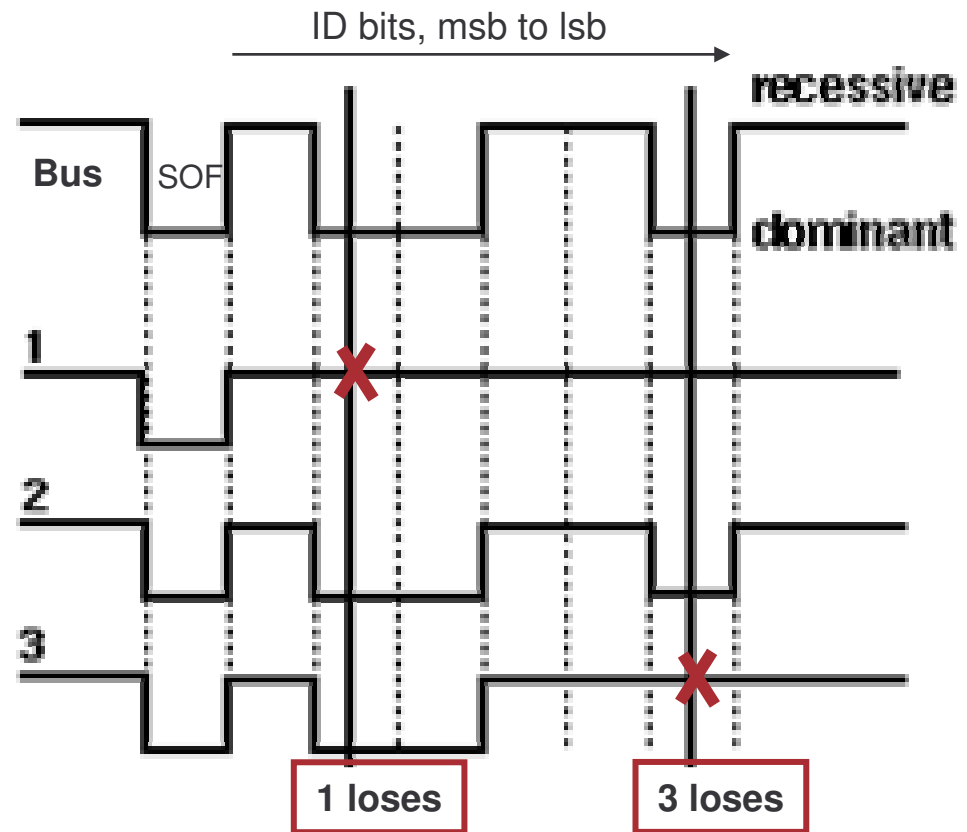 ID bits, msb to lsb
recessive
Bus
SOF
dominant
1
2
3
1 loses
3 loses